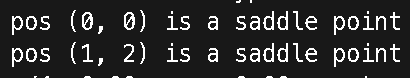 pos (0, 0) is a saddle point
pos (1, 2) is a saddle point